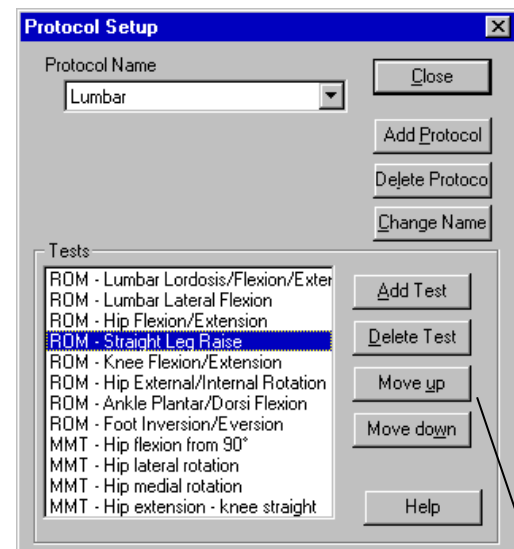 Protocol Setup
Protocol Name
Lumbar
Close
Add Protocol
Delete Protoco
Change Name
Tests
ROM - Lumbar Lordosis/Flexion/Exter
ROM - Lumbar Lateral Flexion
ROM - Hip Flexion/Extension
ROM - Straight Leg Raise
ROM - Knee Flexion/Extension
ROM - Hip External/Internal Rotation
ROM - Ankle Plantar/Dorsi Flexion
ROM - Foot Inversion/Eversion
MMT - Hip flexion from 90°
MMT - Hip lateral rotation
MMT - Hip medial rotation
MMT - Hip extension - knee straight
Add Test
Delete Test
Move up
Move down
Help